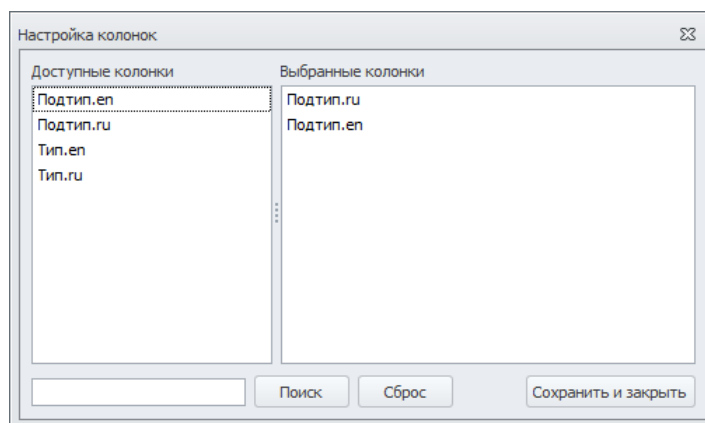 Настройка колонок
Доступные колонки
Выбранные колонки
Подтип.en
Подтип.ru
Тип.en
Тип.ru
Подтип.ru
Подтип.en
Поиск
Сброс
Сохранить и закрыть